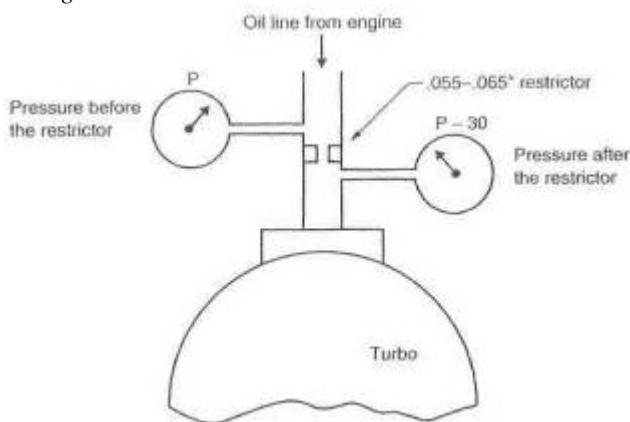 Oil line from engine
P
.055–.065" restrictor
Pressure before
the restrictor
P – 30
Pressure after
the restrictor
Turbo